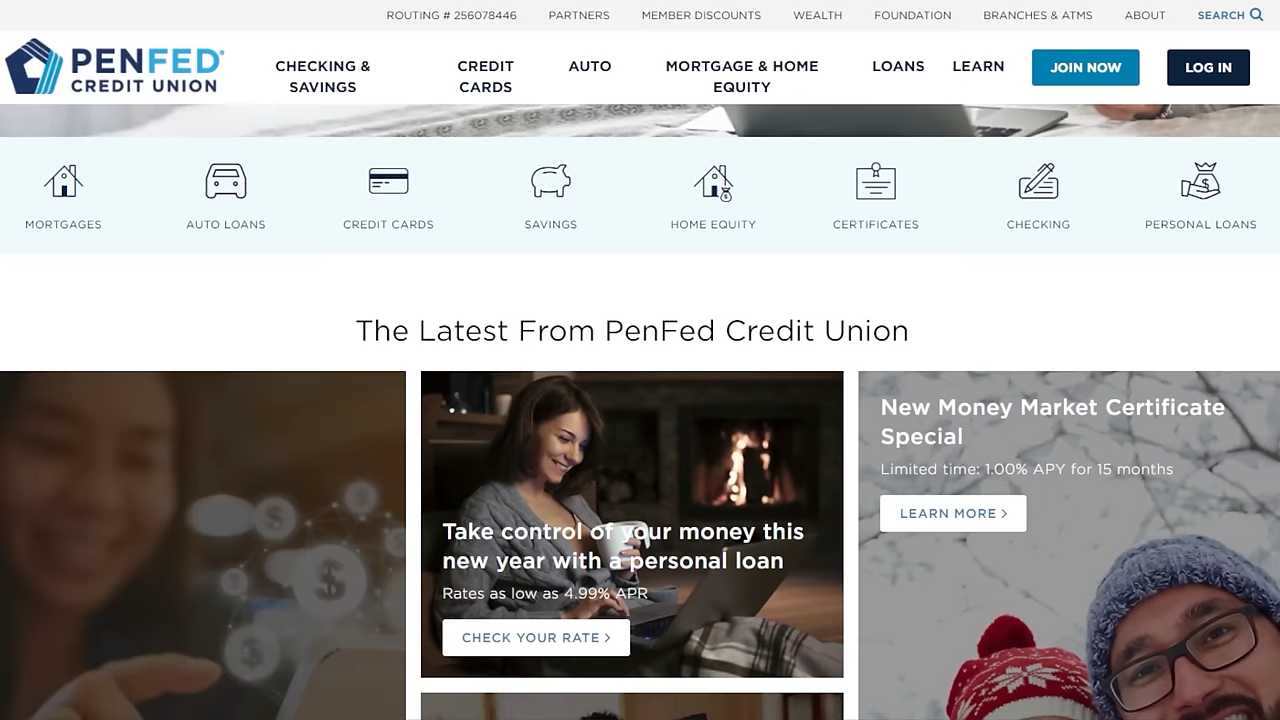 ROUTING # 256078446 PARTNERS MEMBER DISCOUNTS WEALTH FOUNDATION BRANCHES & ATMS ABOUT SEARCH
PENFED®
CREDIT UNION
CHECKING &
SAVINGS
CREDIT
CARDS
AUTO
MORTGAGE & HOME
EQUITY
LOANS
LEARN
JOIN NOW
LOG IN
MORTGAGES AUTO LOANS CREDIT CARDS SAVINGS HOME EQUITY CERTIFICATES CHECKING PERSONAL LOANS
The Latest From PenFed Credit Union
Take control of your money this
new year with a personal loan
Rates as low as 4.99% APR
CHECK YOUR RATE >
New Money Market Certificate
Special
Limited time: 1.00% APY for 15 months
LEARN MORE >